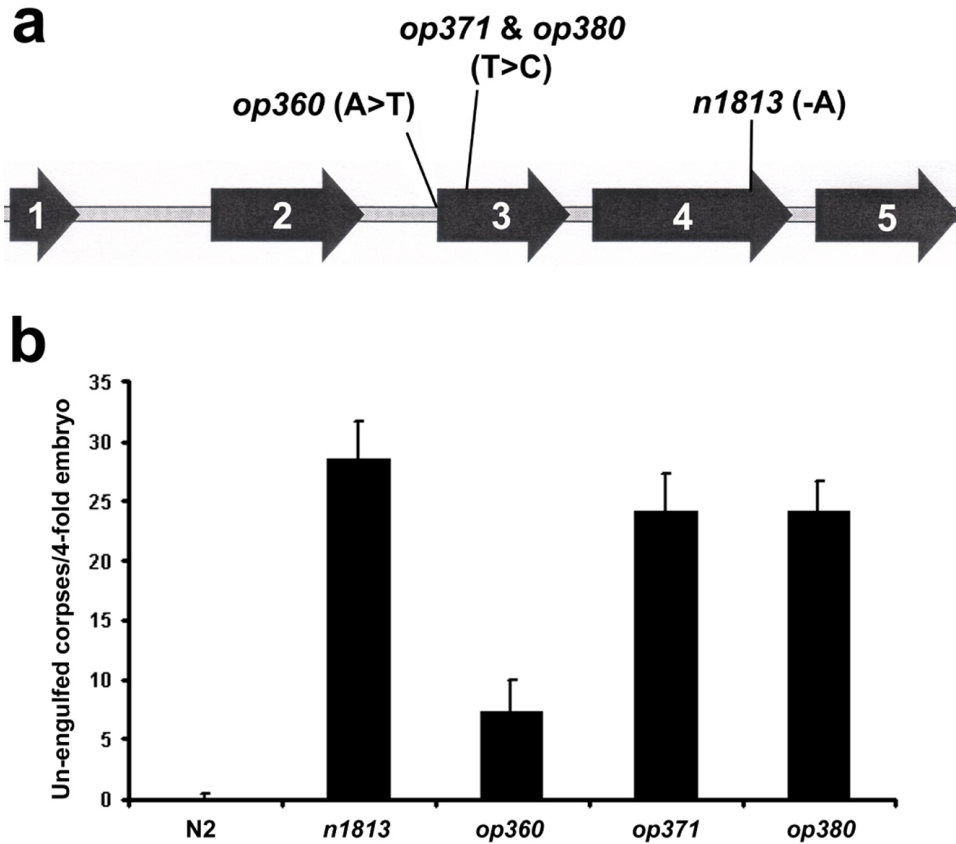 a
op371 & op380
(T>C)
op360 (A>T)
n1813 (-A)
1 2 3 4 5
b
Un-engulfed corpses/4-fold embryo
35
30
25
20
15
10
5
0
N2 n1813 op360 op371 op380